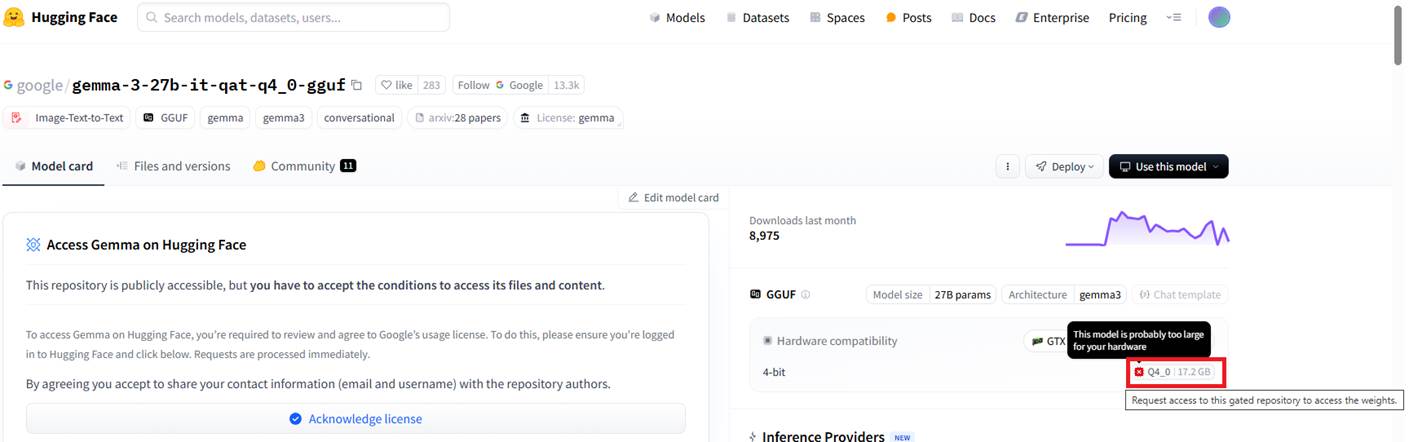 Hugging Face
Search models, datasets, users...
Models
Datasets
Spaces
Posts
Docs
Enterprise
Pricing
google/gemma-3-27b-it-qat-q4_0-gguf
like 283
Follow Google 13.3k
Image-Text-to-Text
GGUF
gemma
gemma3
conversational
arxiv:28 papers
License: gemma
Model card
Files and versions
Community 11
Deploy
Use this model
Edit model card
Access Gemma on Hugging Face
This repository is publicly accessible, but you have to accept the conditions to access its files and content.
To access Gemma on Hugging Face, you're required to review and agree to Google's usage license. To do this, please ensure you're logged
in to Hugging Face and click below. Requests are processed immediately.
By agreeing you accept to share your contact information (email and username) with the repository authors.
Acknowledge license
Downloads last month
8,975
GGUF
Model size 27B params
Architecture gemma3
Chat template
Hardware compatibility
GTX
This model is probably too large
for your hardware
4-bit
Q4_0 17.2 GB
Request access to this gated repository to access the weights.
Inference Providers NEW